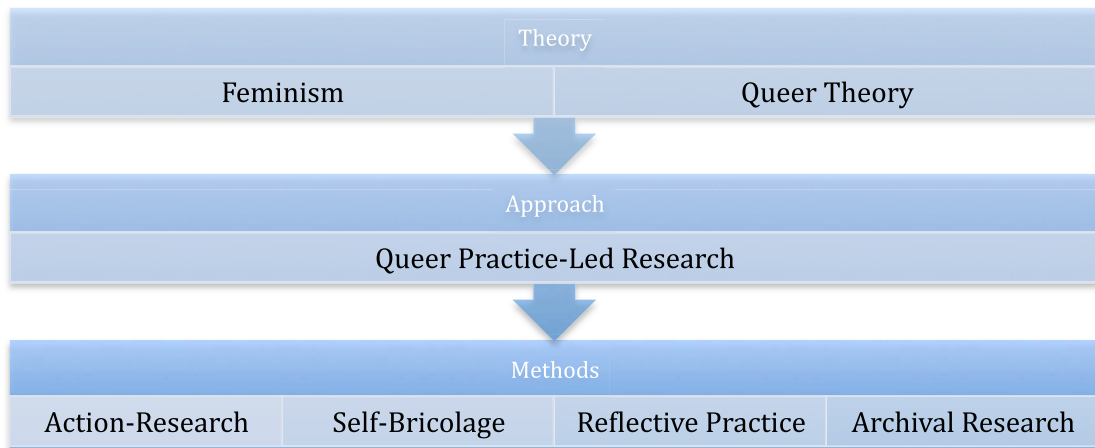 Theory
Feminism
Queer Theory
Approach
Queer Practice-Led Research
Methods
Action-Research
Self-Bricolage
Reflective Practice
Archival Research